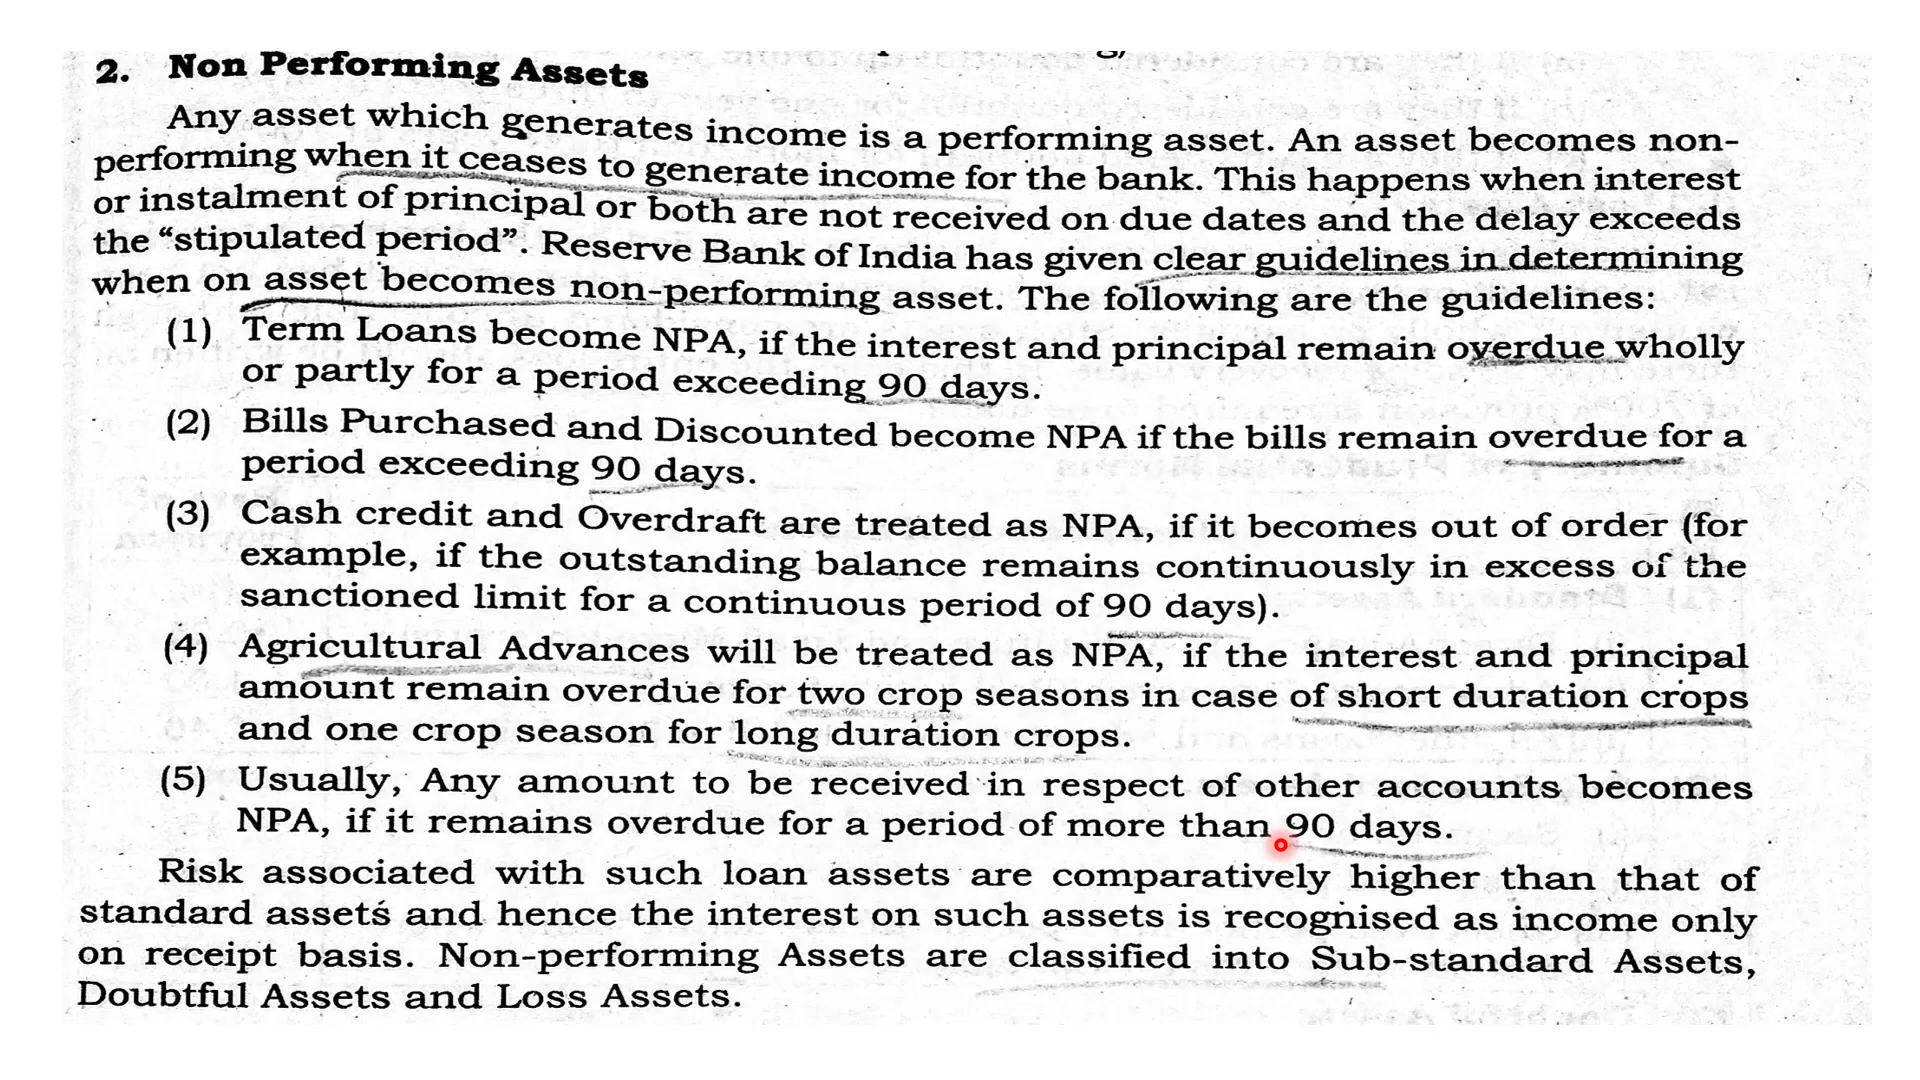 2. Non Performing Assets
Any asset which generates income is a performing asset. An asset becomes non-
performing when it ceases to generate income for the bank. This happens when interest
or instalment of principal or both are not received on due dates and the delay exceeds
the “stipulated period”. Reserve Bank of India has given clear guidelines in determining
when on asset becomes non-performing asset. The following are the guidelines:
(1) Term Loans become NPA, if the interest and principal remain overdue wholly
or partly for a period exceeding 90 days.
(2) Bills Purchased and Discounted become NPA if the bills remain overdue for a
period exceeding 90 days.
(3) Cash credit and Overdraft are treated as NPA, if it becomes out of order (for
example, if the outstanding balance remains continuously in excess of the
sanctioned limit for a continuous period of 90 days).
(4) Agricultural Advances will be treated as NPA, if the interest and principal
amount remain overdue for two crop seasons in case of short duration crops
and one crop season for long duration crops.
(5) Usually, Any amount to be received in respect of other accounts becomes
NPA, if it remains overdue for a period of more than 90 days.
Risk associated with such loan assets are comparatively higher than that of
standard assets and hence the interest on such assets is recognised as income only
on receipt basis. Non-performing Assets are classified into Sub-standard Assets,
Doubtful Assets and Loss Assets.